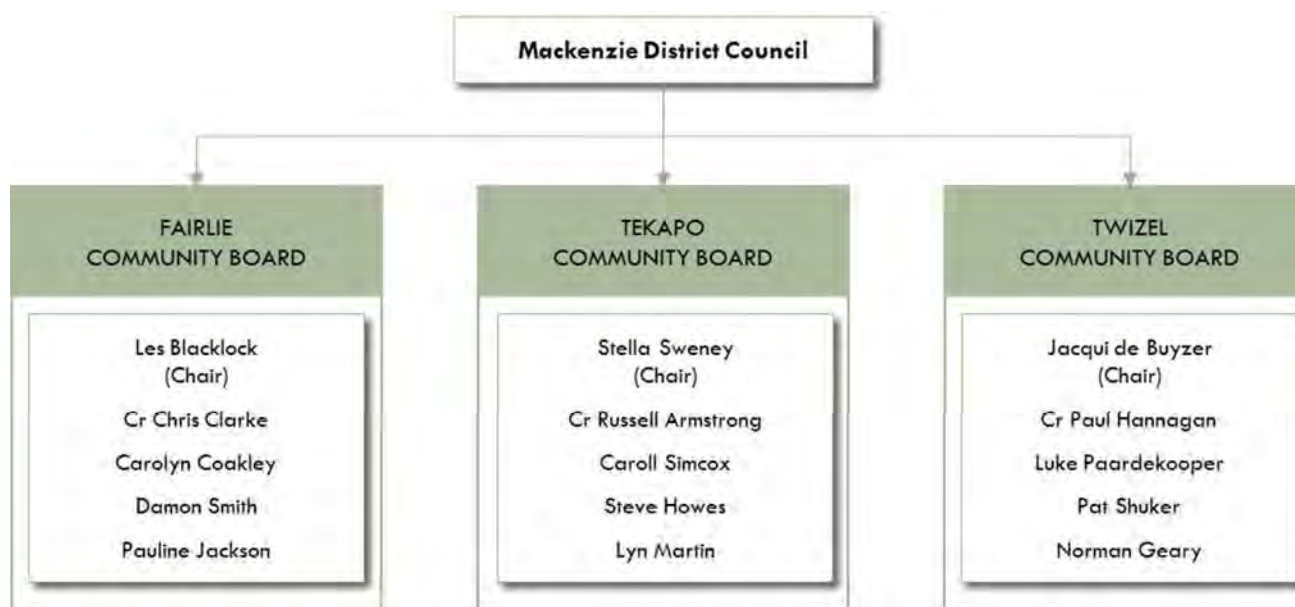 Mackenzie District Council
FAIRLIE
COMMUNITY BOARD
Les Blacklock
(Chair)
Cr Chris Clarke
Carolyn Coakley
Damon Smith
Pauline Jackson
TEKAPO
COMMUNITY BOARD
Stella Sweney
(Chair)
Cr Russell Armstrong
Caroll Simcox
Steve Howes
Lyn Martin
TWIZEL
COMMUNITY BOARD
Jacqui de Buyzer
(Chair)
Cr Paul Hannagan
Luke Paardekooper
Pat Shuker
Norman Geary